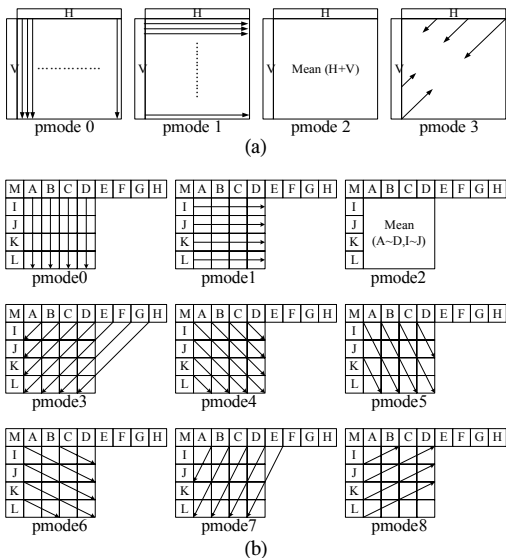 H H H H
V V V Mean (H+V) V
pmode 0 pmode 1 pmode 2 pmode 3
(a)
M A B C D E F G H M A B C D E F G H M A B C D E F G H
I I I
J J J Mean
K K K (A~D,I~J)
L L L
pmode0 pmode1 pmode2
M A B C D E F G H M A B C D E F G H M A B C D E F G H
I I I
J J J
K K K
L L L
pmode3 pmode4 pmode5
M A B C D E F G H M A B C D E F G H M A B C D E F G H
I I I
J J J
K K K
L L L
pmode6 pmode7 pmode8
(b)